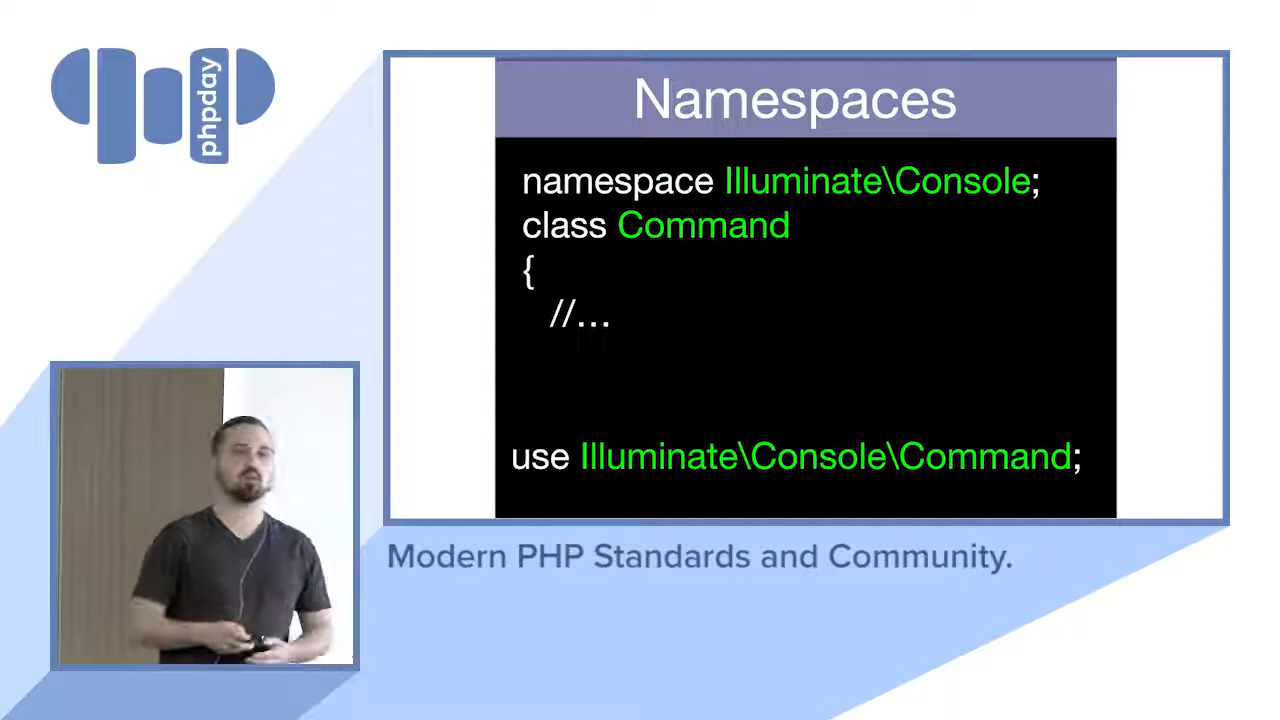 phpday
Namespaces
namespace Illuminate\Console;
class Command
{
//...
use Illuminate\Console\Command;
Modern PHP Standards and Community.